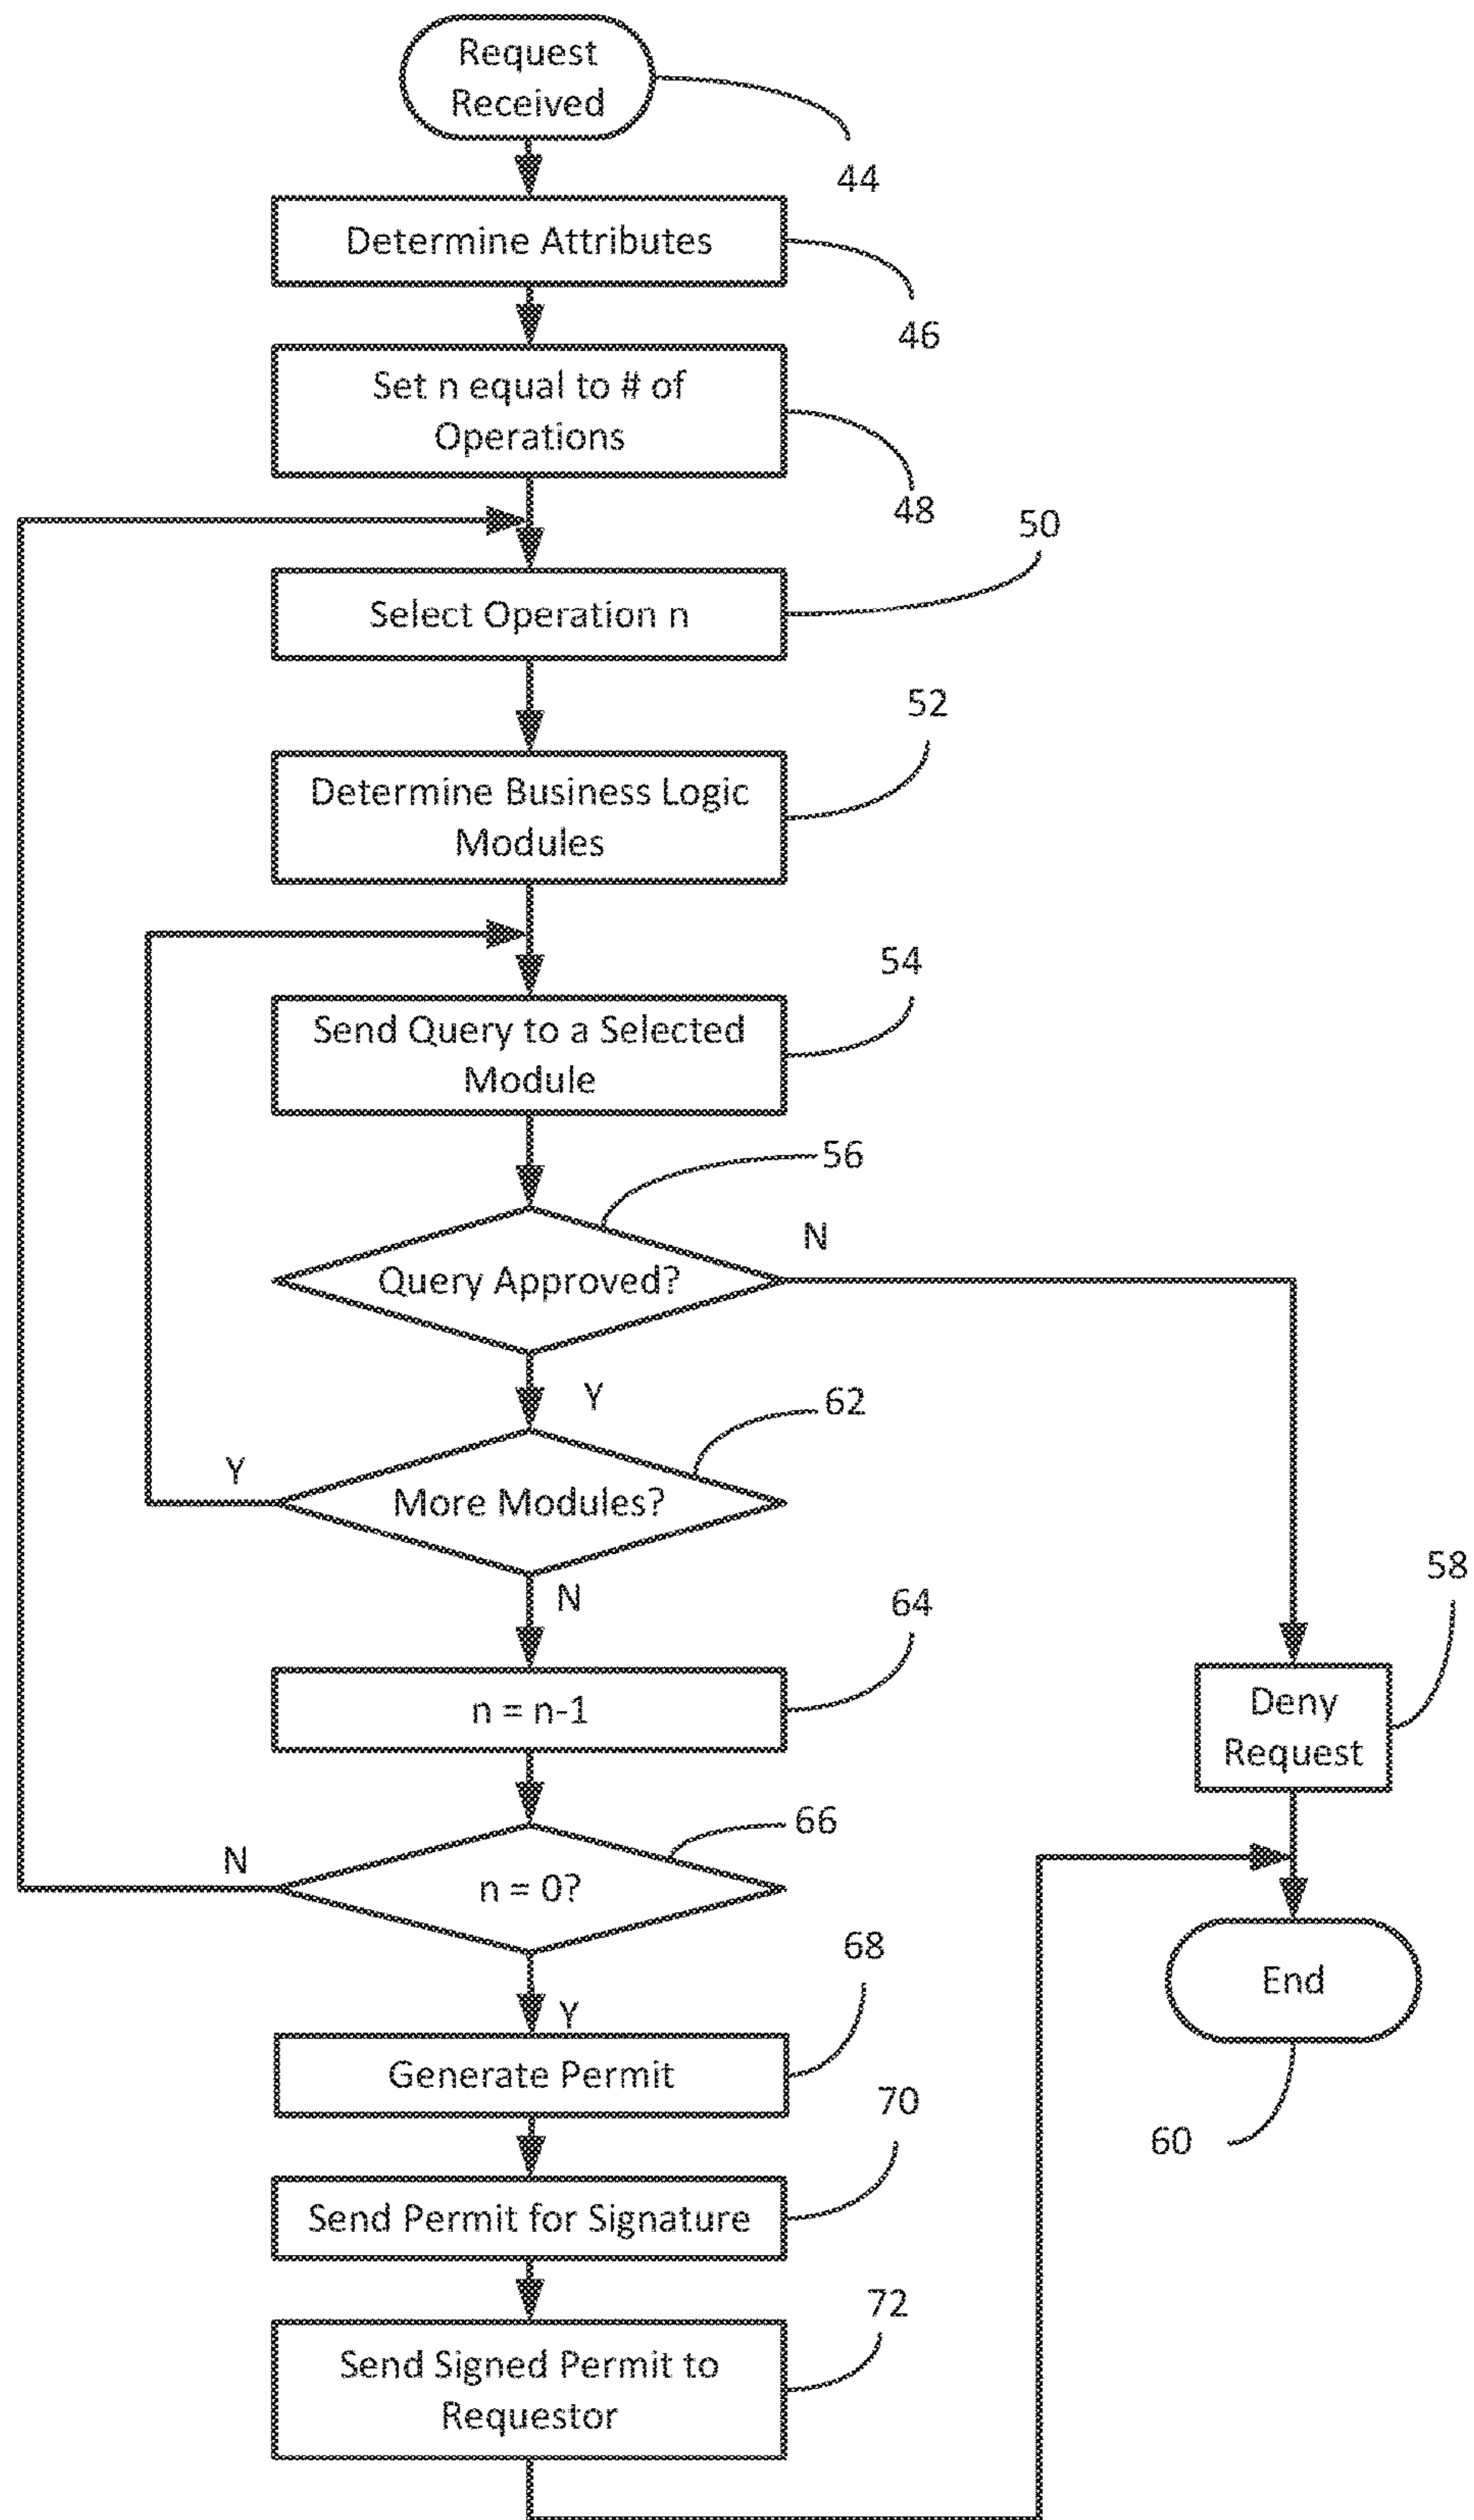 Request
Received
44
Determine Attributes
46
Set n equal to # of
Operations
48
50
Select Operation n
52
Determine Business Logic
Modules
54
Send Query to a Selected
Module
56
N
Query Approved?
Y
62
Y
More Modules?
N
58
64
n = n-1
Deny
Request
66
N
n = 0?
68
End
Y
Generate Permit
70
60
Send Permit for Signature
72
Send Signed Permit to
Requestor